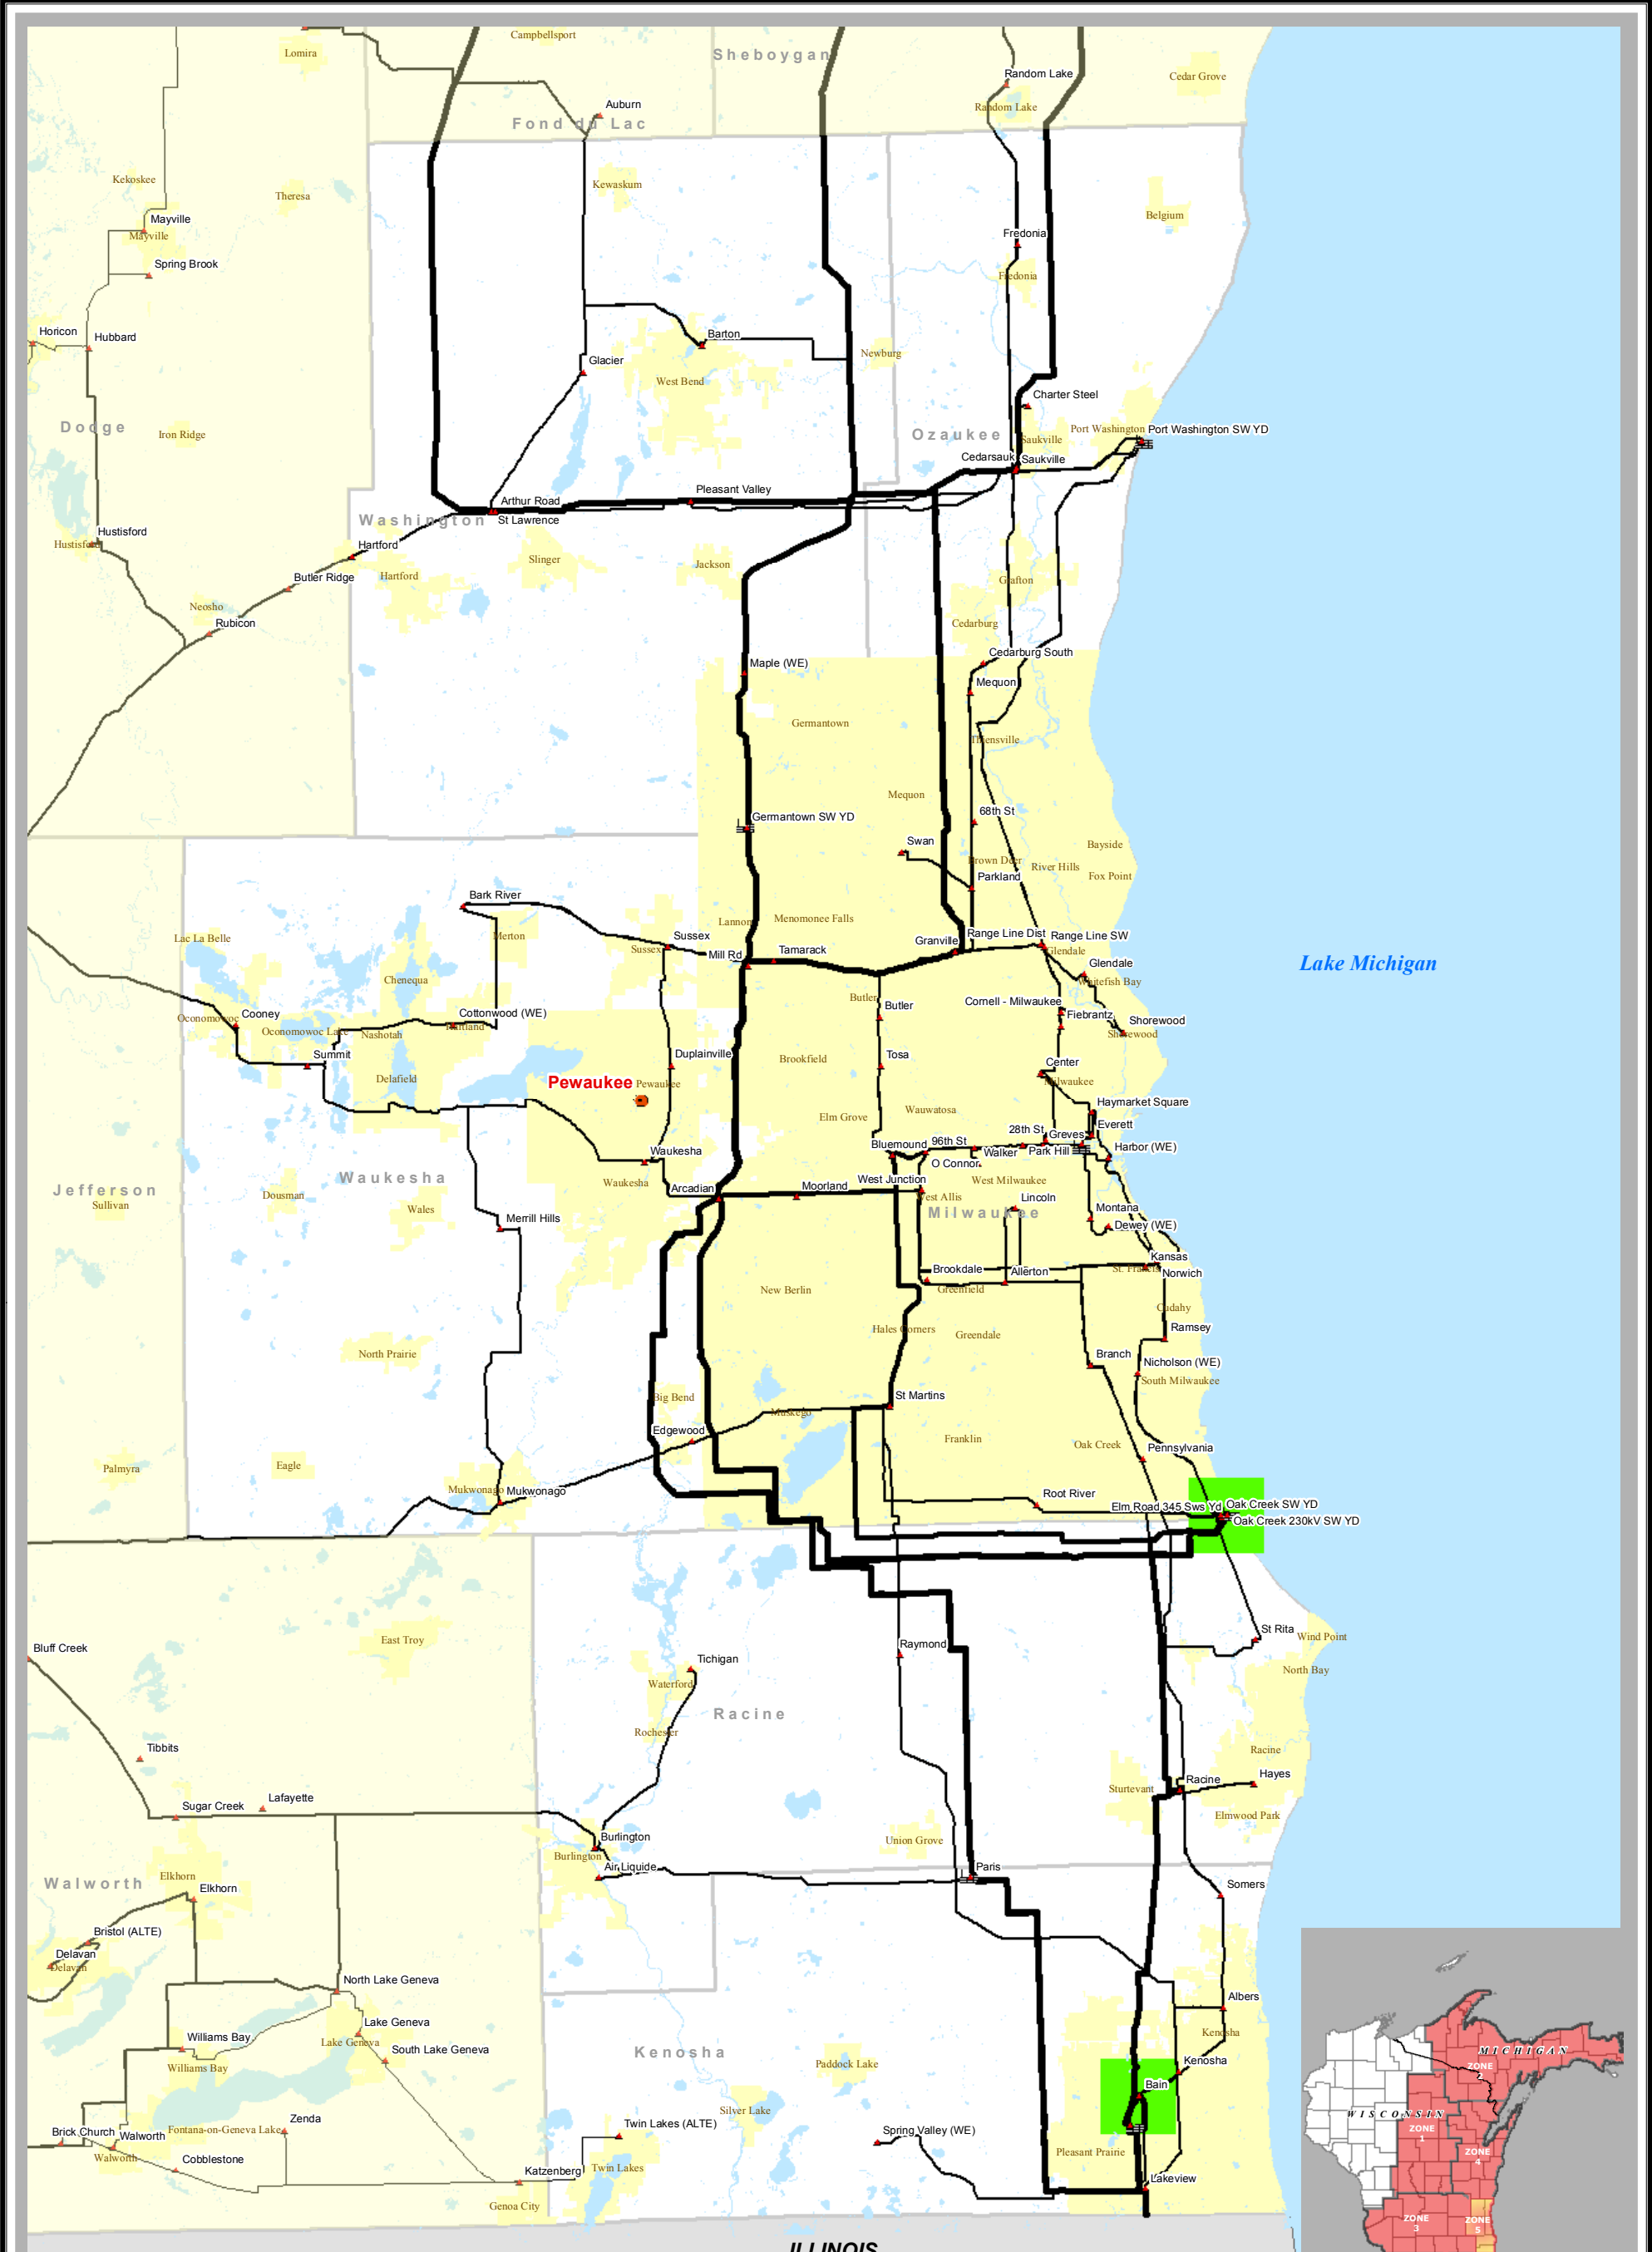 Campbellsport
Lomira
Sheboygan
Random Lake
Cedar Grove
Random Lake
Auburn
Fond du Lac
Kekoskee
Kewaskum
Theresa
Mayville
Mayville
Belgium
Fredonia
Spring Brook
Fredonia
Horicon
Hubbard
Barton
Newburg
Glacier
West Bend
Charter Steel
Dodge
Iron Ridge
Ozaukee
Saukville
Port Washington
Port Washington SW YD
Cedarsauk
Saukville
Pleasant Valley
Arthur Road
Washington
St Lawrence
Hustisford
Hustisford
Hartford
Slinger
Jackson
Butler Ridge
Hartford
Grafton
Neosho
Rubicon
Cedarburg
Cedarburg South
Maple (WE)
Mequon
Germantown
Thiensville
Mequon
Germantown SW YD
68th St
Swan
Bayside
Brown Deer
River Hills
Parkland
Fox Point
Bark River
Lac La Belle
Merton
Lannon
Menomonee Falls
Sussex
Sussex
Mill Rd
Tamarack
Granville
Range Line Dist
Range Line SW
Glendale
Glendale
Lake Michigan
Chenequa
Whitefish Bay
Butler
Butler
Cornell - Milwaukee
Oconomowoc
Cooney
Cottonwood (WE)
Fiebrantz
Shorewood
Oconomowoc Lake
Nashotah
Hartland
Shorewood
Summit
Duplainville
Brookfield
Tosa
Center
Delafield
Pewaukee
Pewaukee
Milwaukee
Elm Grove
Wauwatosa
Haymarket Square
Everett
28th St
Greves
Bluemound
96th St
Walker
Park Hill
Harbor (WE)
Waukesha
O Connor
Waukesha
Waukesha
Arcadian
Moorland
West Junction
West Milwaukee
Jefferson
Sullivan
Dousman
Wales
West Allis
Lincoln
Milwaukee
Montana
Merrill Hills
Dewey (WE)
Kansas
Brookdale
Allerton
St. Francis
Norwich
New Berlin
Greenfield
Cudahy
Hales Corners
Greendale
Ramsey
North Prairie
Branch
Nicholson (WE)
South Milwaukee
Big Bend
St Martins
Muskego
Edgewood
Franklin
Oak Creek
Pennsylvania
Palmyra
Eagle
Mukwonago
Mukwonago
Root River
Elm Road 345 Sws Yd
Oak Creek SW YD
Oak Creek 230kV SW YD
Bluff Creek
East Troy
St Rita
Wind Point
Raymond
Tichigan
North Bay
Waterford
Racine
Rochester
Tibbits
Racine
Sturtevant
Racine
Hayes
Lafayette
Sugar Creek
Elmwood Park
Burlington
Union Grove
Burlington
Air Liquide
Paris
Elkhorn
Walworth
Elkhorn
Somers
Bristol (ALTE)
Delavan
Delavan
North Lake Geneva
Albers
Lake Geneva
Williams Bay
Lake Geneva
South Lake Geneva
Kenosha
Kenosha
Williams Bay
Paddock Lake
Kenosha
Bain
MICHIGAN
ZONE
2
Silver Lake
WISCONSIN
Zenda
Twin Lakes (ALTE)
Fontana-on-Geneva Lake
Spring Valley (WE)
ZONE
1
Brick Church
Walworth
Walworth
Pleasant Prairie
ZONE
4
Cobblestone
Katzenberg
Twin Lakes
Lakeview
Genoa City
ZONE
3
ZONE
5
ILLINOIS